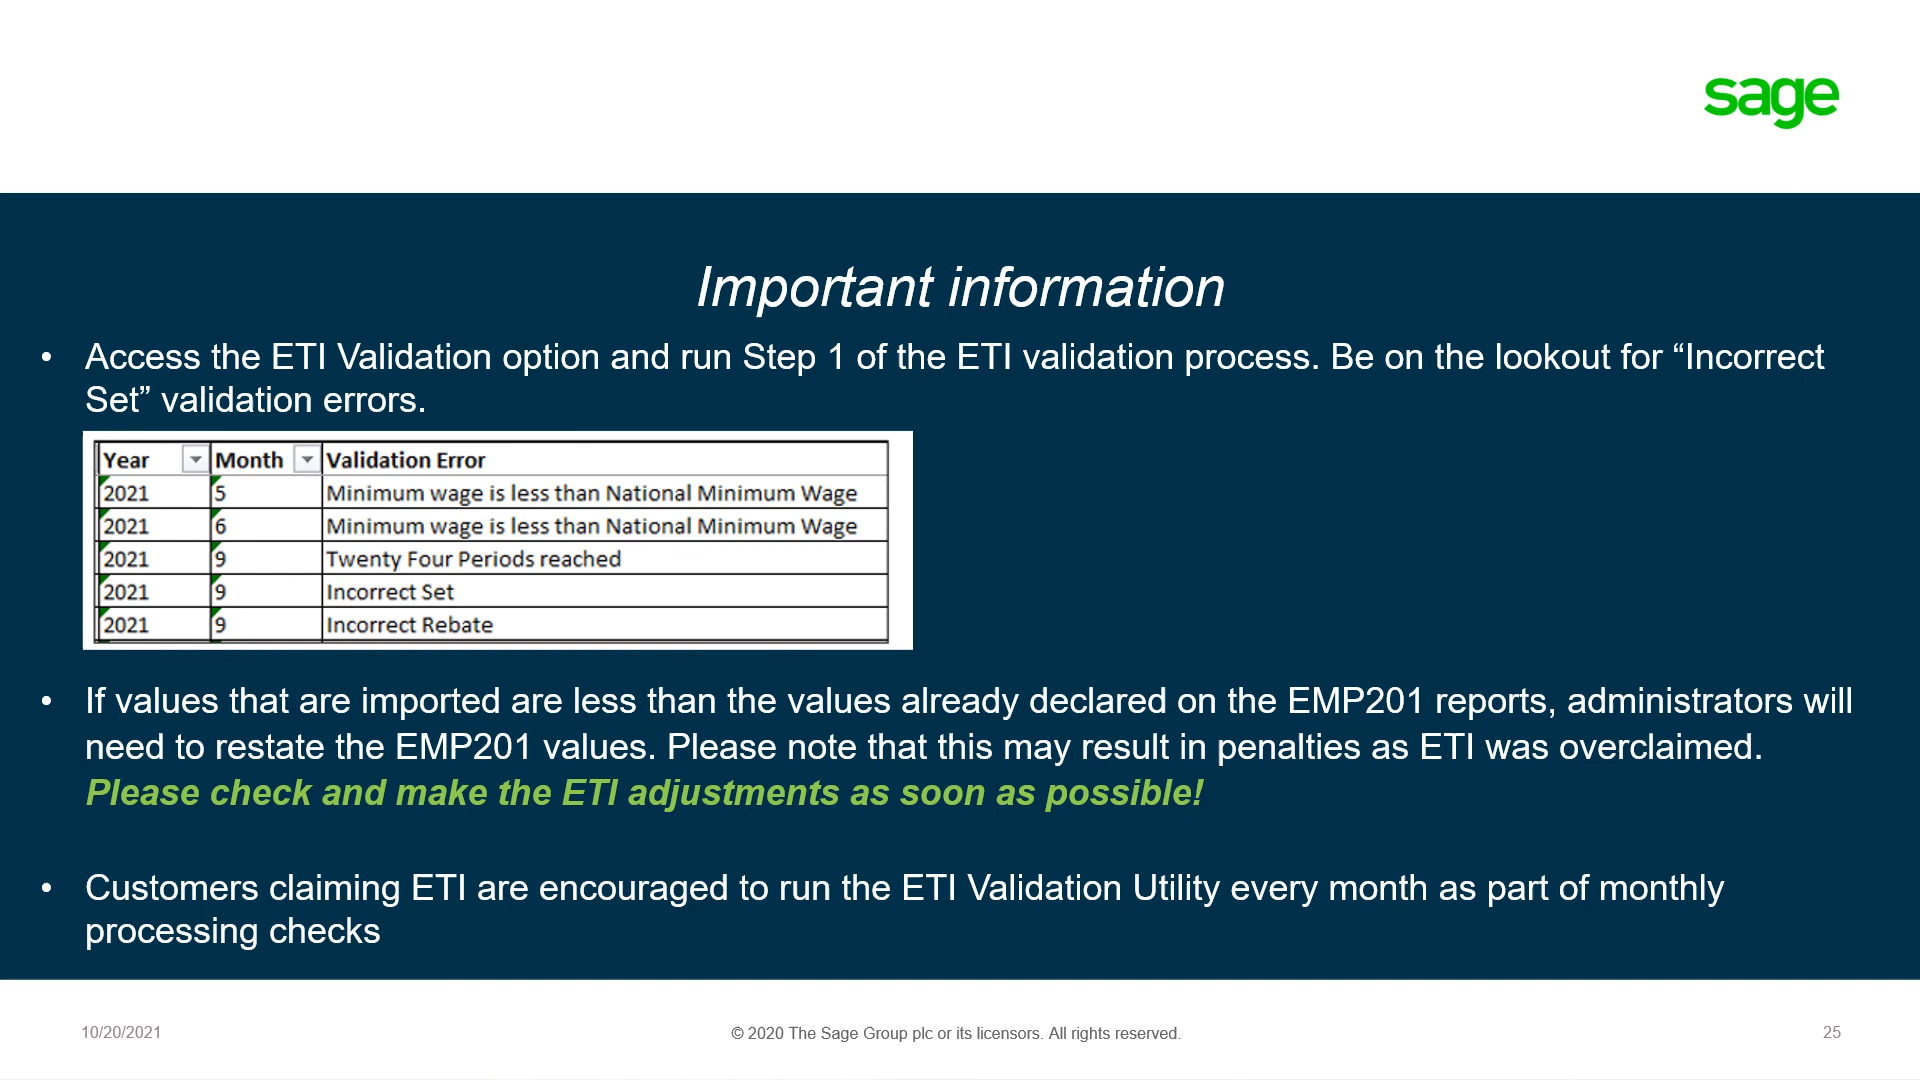 sage
Important information
• Access the ETI Validation option and run Step 1 of the ETI validation process. Be on the lookout for “Incorrect
Set” validation errors.
Year Month Validation Error
2021 5 Minimum wage is less than National Minimum Wage
2021 6 Minimum wage is less than National Minimum Wage
2021 9 Twenty Four Periods reached
2021 9 Incorrect Set
2021 9 Incorrect Rebate
• If values that are imported are less than the values already declared on the EMP201 reports, administrators will
need to restate the EMP201 values. Please note that this may result in penalties as ETI was overclaimed.
Please check and make the ETI adjustments as soon as possible!
• Customers claiming ETI are encouraged to run the ETI Validation Utility every month as part of monthly
processing checks
10/20/2021 © 2020 The Sage Group plc or its licensors. All rights reserved. 25